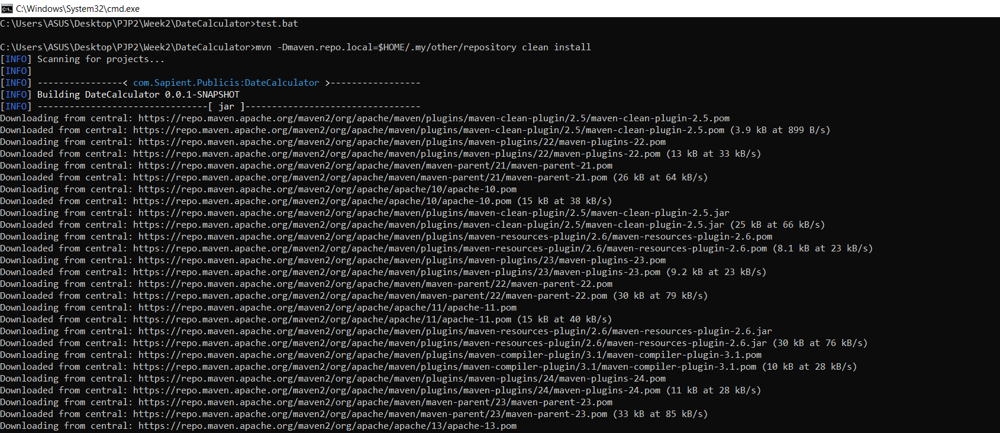 C:\Windows\System32\cmd.exe
C:\Users\ASUS\Desktop\PJP2\Week2\DateCalculator>test.bat
C:\Users\ASUS\Desktop\PJP2\Week2\DateCalculator>mvn -Dmaven.repo.local=$HOME/.my/other/repository clean install
[INFO] Scanning for projects...
[INFO]
[INFO] ----------------< com.Sapient.Publicis:DateCalculator >-----------------
[INFO] Building DateCalculator 0.0.1-SNAPSHOT
[INFO] --------------------------------[ jar ]---------------------------------
Downloading from central: https://repo.maven.apache.org/maven2/org/apache/maven/plugins/maven-clean-plugin/2.5/maven-clean-plugin-2.5.pom
Downloaded from central: https://repo.maven.apache.org/maven2/org/apache/maven/plugins/maven-clean-plugin/2.5/maven-clean-plugin-2.5.pom (3.9 kB at 899 B/s)
Downloading from central: https://repo.maven.apache.org/maven2/org/apache/maven/plugins/maven-plugins/22/maven-plugins-22.pom
Downloaded from central: https://repo.maven.apache.org/maven2/org/apache/maven/plugins/maven-plugins/22/maven-plugins-22.pom (13 kB at 33 kB/s)
Downloading from central: https://repo.maven.apache.org/maven2/org/apache/maven/maven-parent/21/maven-parent-21.pom
Downloaded from central: https://repo.maven.apache.org/maven2/org/apache/maven/maven-parent/21/maven-parent-21.pom (26 kB at 64 kB/s)
Downloading from central: https://repo.maven.apache.org/maven2/org/apache/apache/10/apache-10.pom
Downloaded from central: https://repo.maven.apache.org/maven2/org/apache/apache/10/apache-10.pom (15 kB at 38 kB/s)
Downloading from central: https://repo.maven.apache.org/maven2/org/apache/maven/plugins/maven-clean-plugin/2.5/maven-clean-plugin-2.5.jar
Downloaded from central: https://repo.maven.apache.org/maven2/org/apache/maven/plugins/maven-clean-plugin/2.5/maven-clean-plugin-2.5.jar (25 kB at 66 kB/s)
Downloading from central: https://repo.maven.apache.org/maven2/org/apache/maven/plugins/maven-resources-plugin/2.6/maven-resources-plugin-2.6.pom
Downloaded from central: https://repo.maven.apache.org/maven2/org/apache/maven/plugins/maven-resources-plugin/2.6/maven-resources-plugin-2.6.pom (8.1 kB at 23 kB/s)
Downloading from central: https://repo.maven.apache.org/maven2/org/apache/maven/plugins/maven-plugins/23/maven-plugins-23.pom
Downloaded from central: https://repo.maven.apache.org/maven2/org/apache/maven/plugins/maven-plugins/23/maven-plugins-23.pom (9.2 kB at 23 kB/s)
Downloading from central: https://repo.maven.apache.org/maven2/org/apache/maven/maven-parent/22/maven-parent-22.pom
Downloaded from central: https://repo.maven.apache.org/maven2/org/apache/maven/maven-parent/22/maven-parent-22.pom (30 kB at 79 kB/s)
Downloading from central: https://repo.maven.apache.org/maven2/org/apache/apache/11/apache-11.pom
Downloaded from central: https://repo.maven.apache.org/maven2/org/apache/apache/11/apache-11.pom (15 kB at 40 kB/s)
Downloading from central: https://repo.maven.apache.org/maven2/org/apache/maven/plugins/maven-resources-plugin/2.6/maven-resources-plugin-2.6.jar
Downloaded from central: https://repo.maven.apache.org/maven2/org/apache/maven/plugins/maven-resources-plugin/2.6/maven-resources-plugin-2.6.jar (30 kB at 76 kB/s)
Downloading from central: https://repo.maven.apache.org/maven2/org/apache/maven/plugins/maven-compiler-plugin/3.1/maven-compiler-plugin-3.1.pom
Downloaded from central: https://repo.maven.apache.org/maven2/org/apache/maven/plugins/maven-compiler-plugin/3.1/maven-compiler-plugin-3.1.pom (10 kB at 28 kB/s)
Downloading from central: https://repo.maven.apache.org/maven2/org/apache/maven/plugins/maven-plugins/24/maven-plugins-24.pom
Downloaded from central: https://repo.maven.apache.org/maven2/org/apache/maven/plugins/maven-plugins/24/maven-plugins-24.pom (11 kB at 28 kB/s)
Downloading from central: https://repo.maven.apache.org/maven2/org/apache/maven/maven-parent/23/maven-parent-23.pom
Downloaded from central: https://repo.maven.apache.org/maven2/org/apache/maven/maven-parent/23/maven-parent-23.pom (33 kB at 85 kB/s)
Downloading from central: https://repo.maven.apache.org/maven2/org/apache/apache/13/apache-13.pom